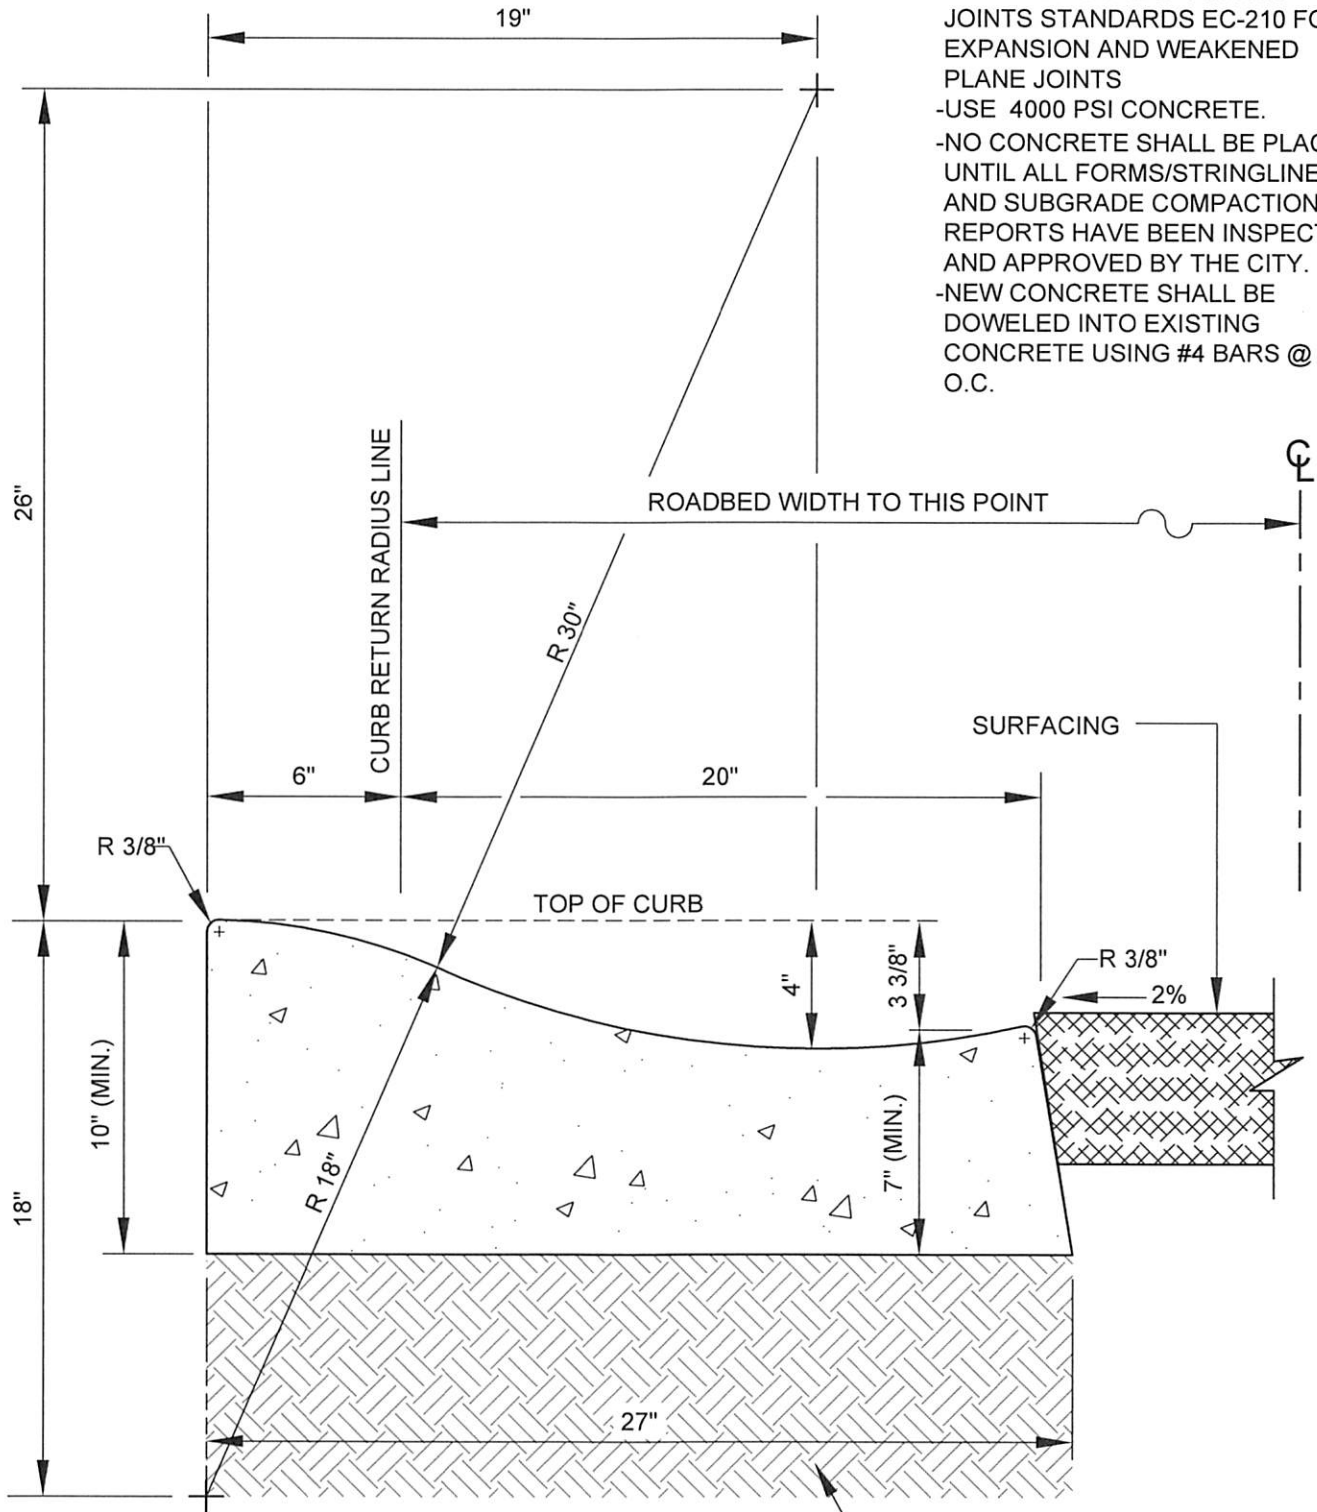 19"
JOINTS STANDARDS EC-210
EXPANSION AND WEAKENED
PLANE JOINTS
-USE 4000 PSI CONCRETE.
-NO CONCRETE SHALL BE
UNTIL ALL FORMS/STRINGLINE
AND SUBGRADE COMPACTION
REPORTS HAVE BEEN
AND APPROVED BY THE CITY.
-NEW CONCRETE SHALL BE
DOWELED INTO EXISTING
CONCRETE USING #4 BARS @
O.C.
26"
CURB RETURN RADIUS LINE
ROADBED WIDTH TO THIS POINT
CL
R 30"
SURFACING
6"
20"
R 3/8"
TOP OF CURB
4"
3 3/8"
R 3/8"
2%
10" (MIN.)
7" (MIN.)
R 18"
18"
27"